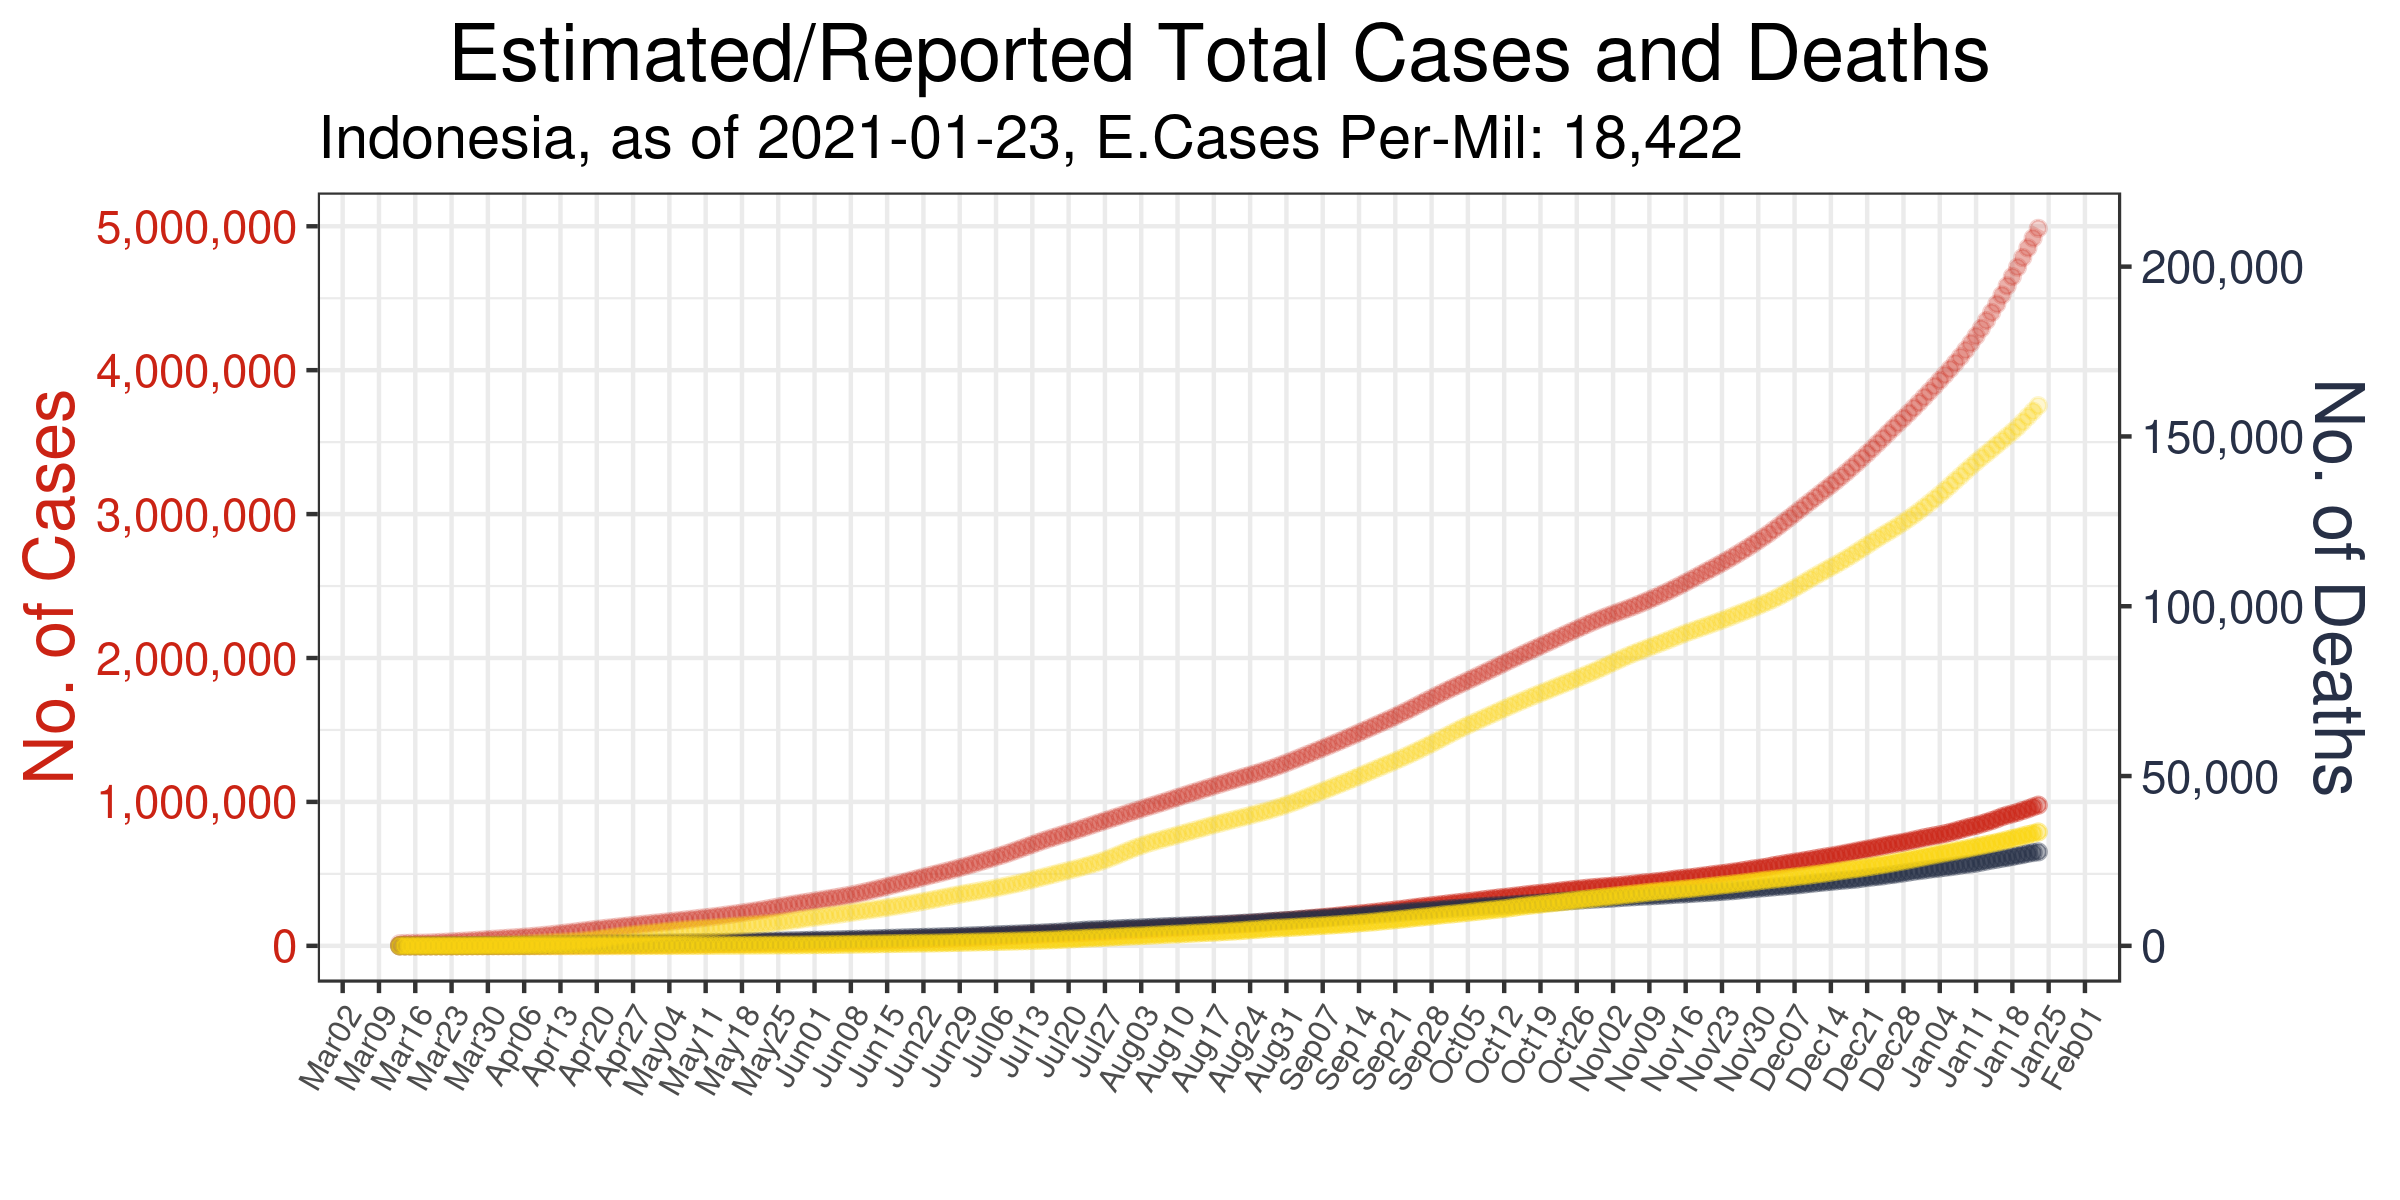 Estimated/Reported Total Cases and Deaths
Indonesia, as of 2021-01-23, E.Cases Per-Mil: 18,422
No. of Cases
5,000,000
4,000,000
3,000,000
2,000,000
1,000,000
0
200,000
150,000
100,000
50,000
0
No. of Deaths
Mar02
Mar09
Mar16
Mar23
Mar30
Apr06
Apr13
Apr20
Apr27
May04
May11
May18
May25
Jun01
Jun08
Jun15
Jun22
Jun29
Jul06
Jul13
Jul20
Jul27
Aug03
Aug10
Aug17
Aug24
Aug31
Sep07
Sep14
Sep21
Sep28
Oct05
Oct12
Oct19
Oct26
Nov02
Nov09
Nov16
Nov23
Nov30
Dec07
Dec14
Dec21
Dec28
Jan04
Jan11
Jan18
Jan25
Feb01